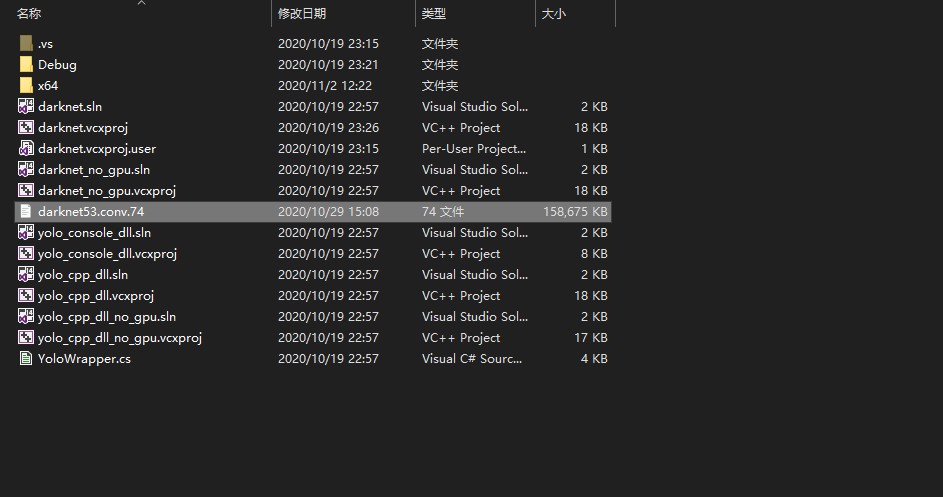 名称 修改日期 类型 大小
.vs 2020/10/19 23:15 文件夹
Debug 2020/10/19 23:21 文件夹
x64 2020/11/2 12:22 文件夹
darknet.sln 2020/10/19 22:57 Visual Studio Sol... 2 KB
darknet.vcxproj 2020/10/19 23:26 VC++ Project 18 KB
darknet.vcxproj.user 2020/10/19 23:15 Per-User Project... 1 KB
darknet_no_gpu.sln 2020/10/19 22:57 Visual Studio Sol... 2 KB
darknet_no_gpu.vcxproj 2020/10/19 22:57 VC++ Project 18 KB
darknet53.conv.74 2020/10/29 15:08 74 文件 158,675 KB
yolo_console_dll.sln 2020/10/19 22:57 Visual Studio Sol... 2 KB
yolo_console_dll.vcxproj 2020/10/19 22:57 VC++ Project 8 KB
yolo_cpp_dll.sln 2020/10/19 22:57 Visual Studio Sol... 2 KB
yolo_cpp_dll.vcxproj 2020/10/19 22:57 VC++ Project 18 KB
yolo_cpp_dll_no_gpu.sln 2020/10/19 22:57 Visual Studio Sol... 2 KB
yolo_cpp_dll_no_gpu.vcxproj 2020/10/19 22:57 VC++ Project 17 KB
YoloWrapper.cs 2020/10/19 22:57 Visual C# Sourc... 4 KB